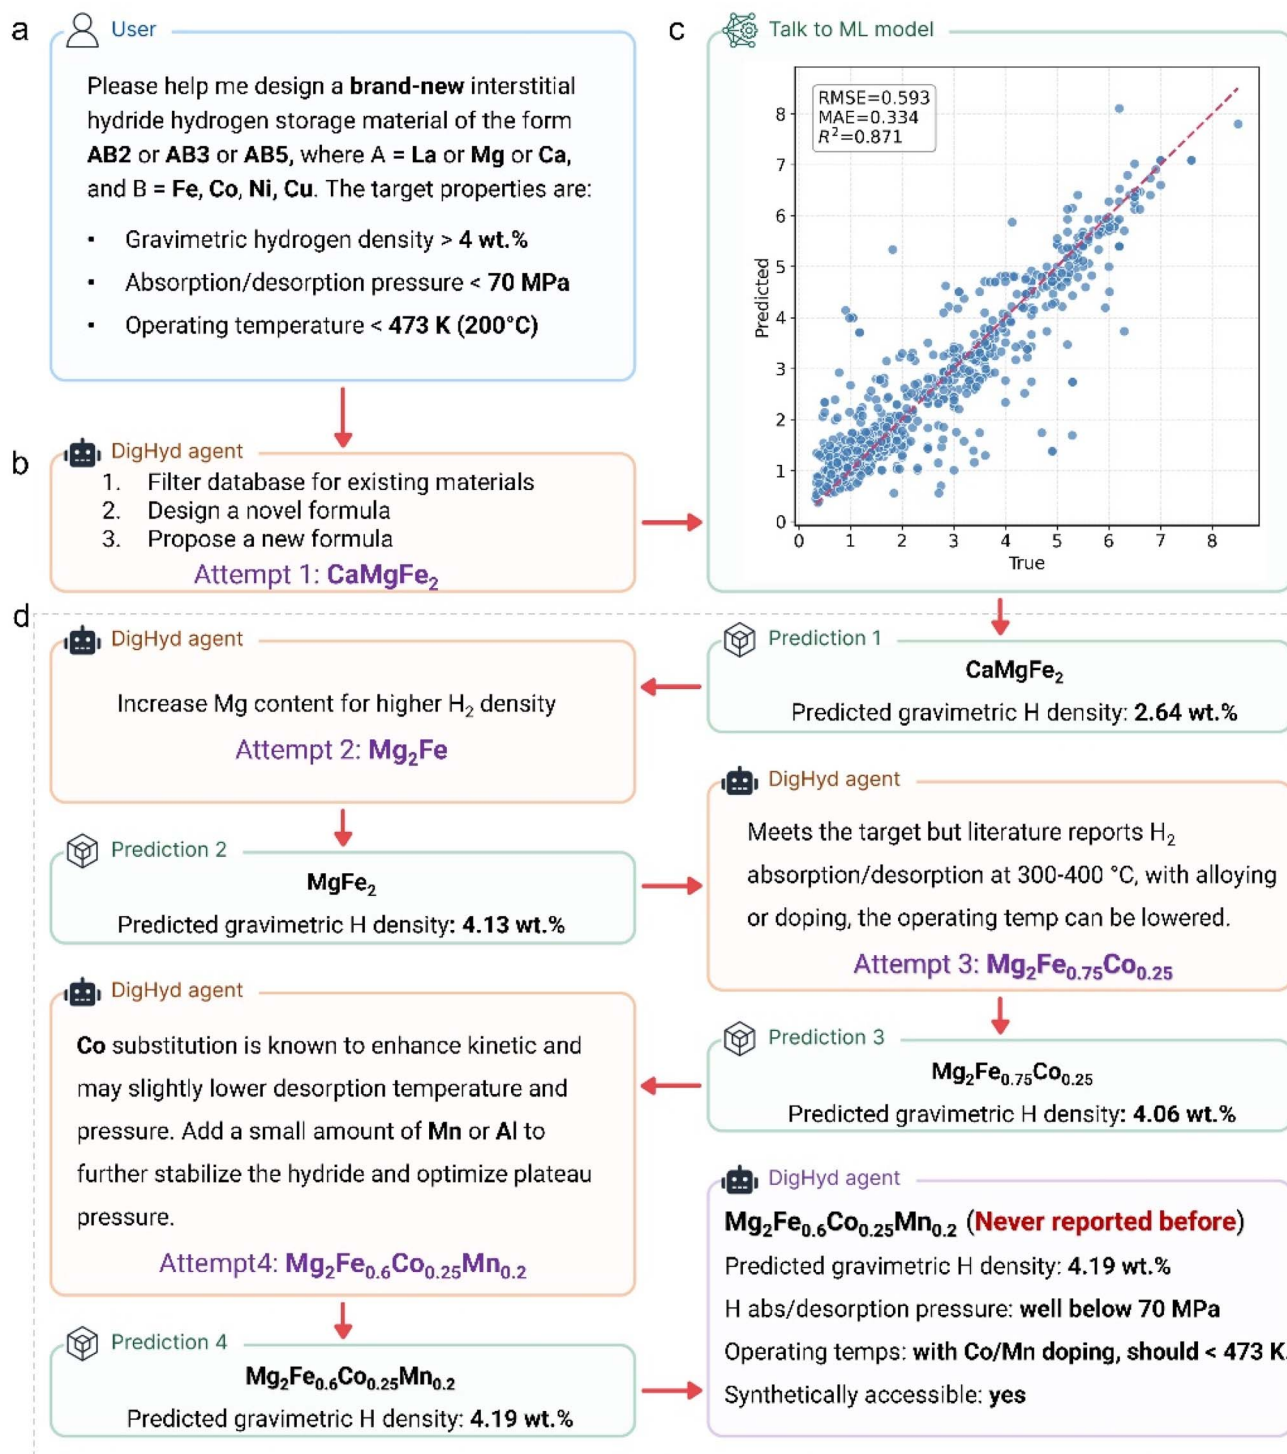 a
User
Please help me design a brand-new interstitial
hydride hydrogen storage material of the form
AB2 or AB3 or AB5, where A = La or Mg or Ca,
and B = Fe, Co, Ni, Cu. The target properties are:
▪ Gravimetric hydrogen density > 4 wt.%
▪ Absorption/desorption pressure < 70 MPa
▪ Operating temperature < 473 K (200°C)
b
DigHyd agent
1. Filter database for existing materials
2. Design a novel formula
3. Propose a new formula
Attempt 1: CaMgFe₂
c
Talk to ML model
RMSE=0.593
MAE=0.334
R²=0.871
Predicted
8
7
6
5
4
3
2
1
0
0 1 2 3 4 5 6 7 8
True
d
Prediction 1
CaMgFe₂
Predicted gravimetric H density: 2.64 wt.%
DigHyd agent
Increase Mg content for higher H₂ density
Attempt 2: Mg₂Fe
Prediction 2
MgFe₂
Predicted gravimetric H density: 4.13 wt.%
DigHyd agent
Meets the target but literature reports H₂
absorption/desorption at 300-400 °C, with alloying
or doping, the operating temp can be lowered.
Attempt 3: Mg₂Fe₀.₇₅Co₀.₂₅
Prediction 3
Mg₂Fe₀.₇₅Co₀.₂₅
Predicted gravimetric H density: 4.06 wt.%
DigHyd agent
Co substitution is known to enhance kinetic and
may slightly lower desorption temperature and
pressure. Add a small amount of Mn or Al to
further stabilize the hydride and optimize plateau
pressure.
Attempt4: Mg₂Fe₀.₆Co₀.₂₅Mn₀.₂
Prediction 4
Mg₂Fe₀.₆Co₀.₂₅Mn₀.₂
Predicted gravimetric H density: 4.19 wt.%
DigHyd agent
Mg₂Fe₀.₆Co₀.₂₅Mn₀.₂ (Never reported before)
Predicted gravimetric H density: 4.19 wt.%
H abs/desorption pressure: well below 70 MPa
Operating temps: with Co/Mn doping, should < 473 K.
Synthetically accessible: yes